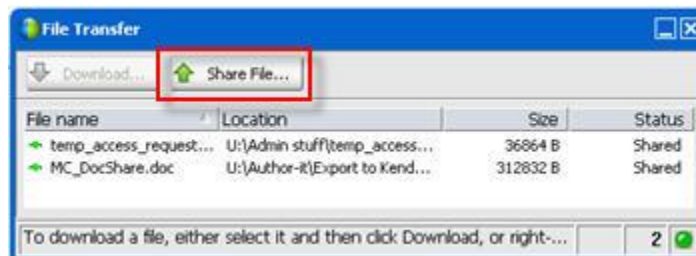 File Transfer
Download... Share File...
File name Location Size Status
temp_access_request... U:\Admin stuff\temp_access... 36864 B Shared
MC_DocShare.doc U:\Author-it\Export to Kend... 312832 B Shared
To download a file, either select it and then click Download, or right-... 2